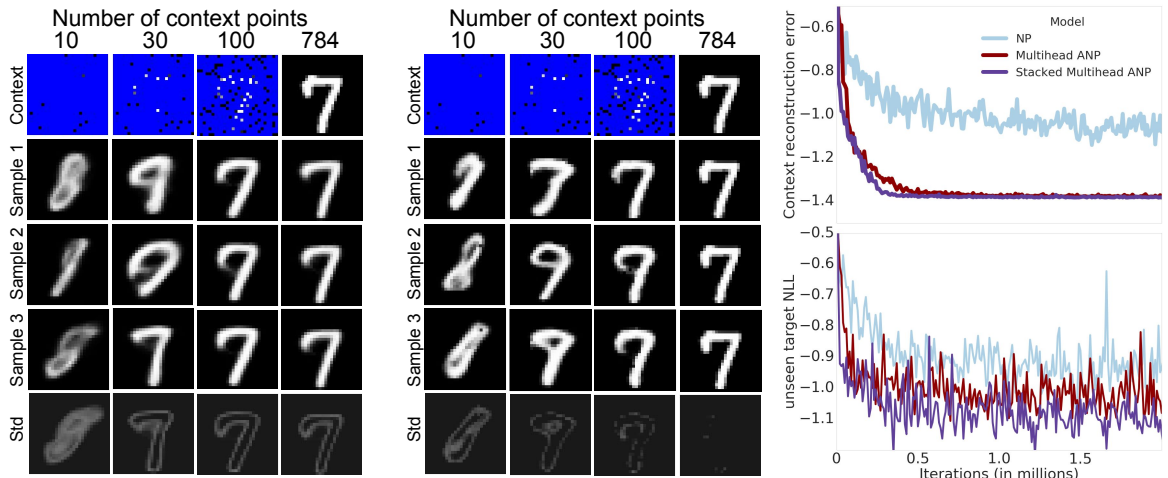 Number of context points
10 30 100 784
Context
Sample 1
Sample 2
Sample 3
Std
Number of context points
10 30 100 784
Context
Sample 1
Sample 2
Sample 3
Std
Context reconstruction error
−0.6
−0.8
−1.0
−1.2
−1.4
Model
NP
Multihead ANP
Stacked Multihead ANP
unseen target NLL
−0.5
−0.6
−0.7
−0.8
−0.9
−1.0
−1.1
0 0.5 1.0 1.5
Iterations (in millions)